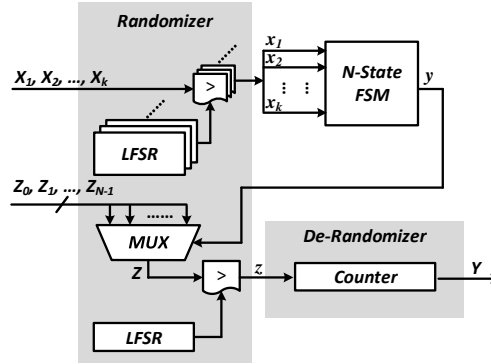 Randomizer
X1, X2, ..., Xk
>
x1
x2
⋮ ⋮
xk
N-State
FSM
y
LFSR
Z0, Z1, ..., ZN-1
......
MUX
Z
>
z
De-Randomizer
Counter
Y
LFSR